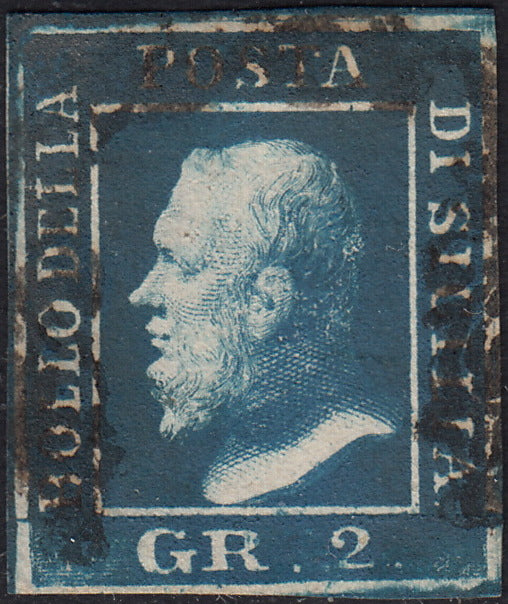 BOLLO DELLA
POSTA
DI SICILIA
GR. 2.